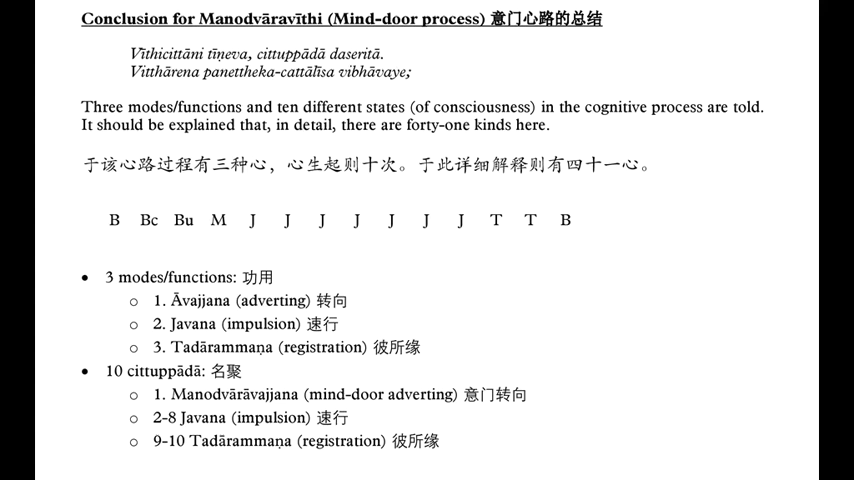 Conclusion for Manodvāravīthi (Mind-door process) 意门心路的总结
Vīthicittāni tīṇeva, cittuppādā daseritā.
Vitthārena panettheka-cattālīsa vibhāvaye;
Three modes/functions and ten different states (of consciousness) in the cognitive process are told.
It should be explained that, in detail, there are forty-one kinds here.
于该心路过程有三种心，心生起则十次。于此详细解释则有四十一心。
B Bc Bu M J J J J J J J T T B
• 3 modes/functions: 功用
o 1. Āvajjana (adverting) 转向
o 2. Javana (impulsion) 速行
o 3. Tadārammaṇa (registration) 彼所缘
• 10 cittuppādā: 名聚
o 1. Manodvārāvajjana (mind-door adverting) 意门转向
o 2-8 Javana (impulsion) 速行
o 9-10 Tadārammaṇa (registration) 彼所缘